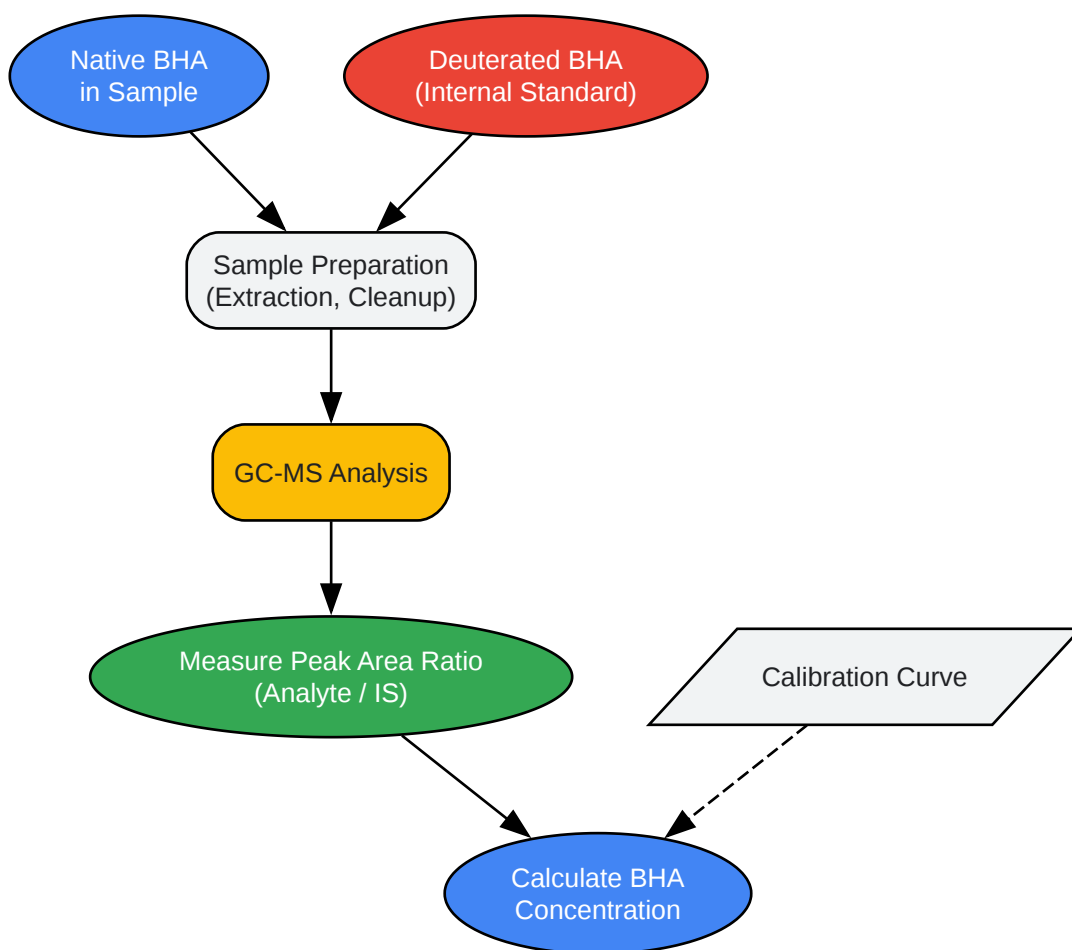 Native BHA
in Sample
Deuterated BHA
(Internal Standard)
Sample Preparation
(Extraction, Cleanup)
GC-MS Analysis
Measure Peak Area Ratio
(Analyte / IS)
Calibration Curve
Calculate BHA
Concentration